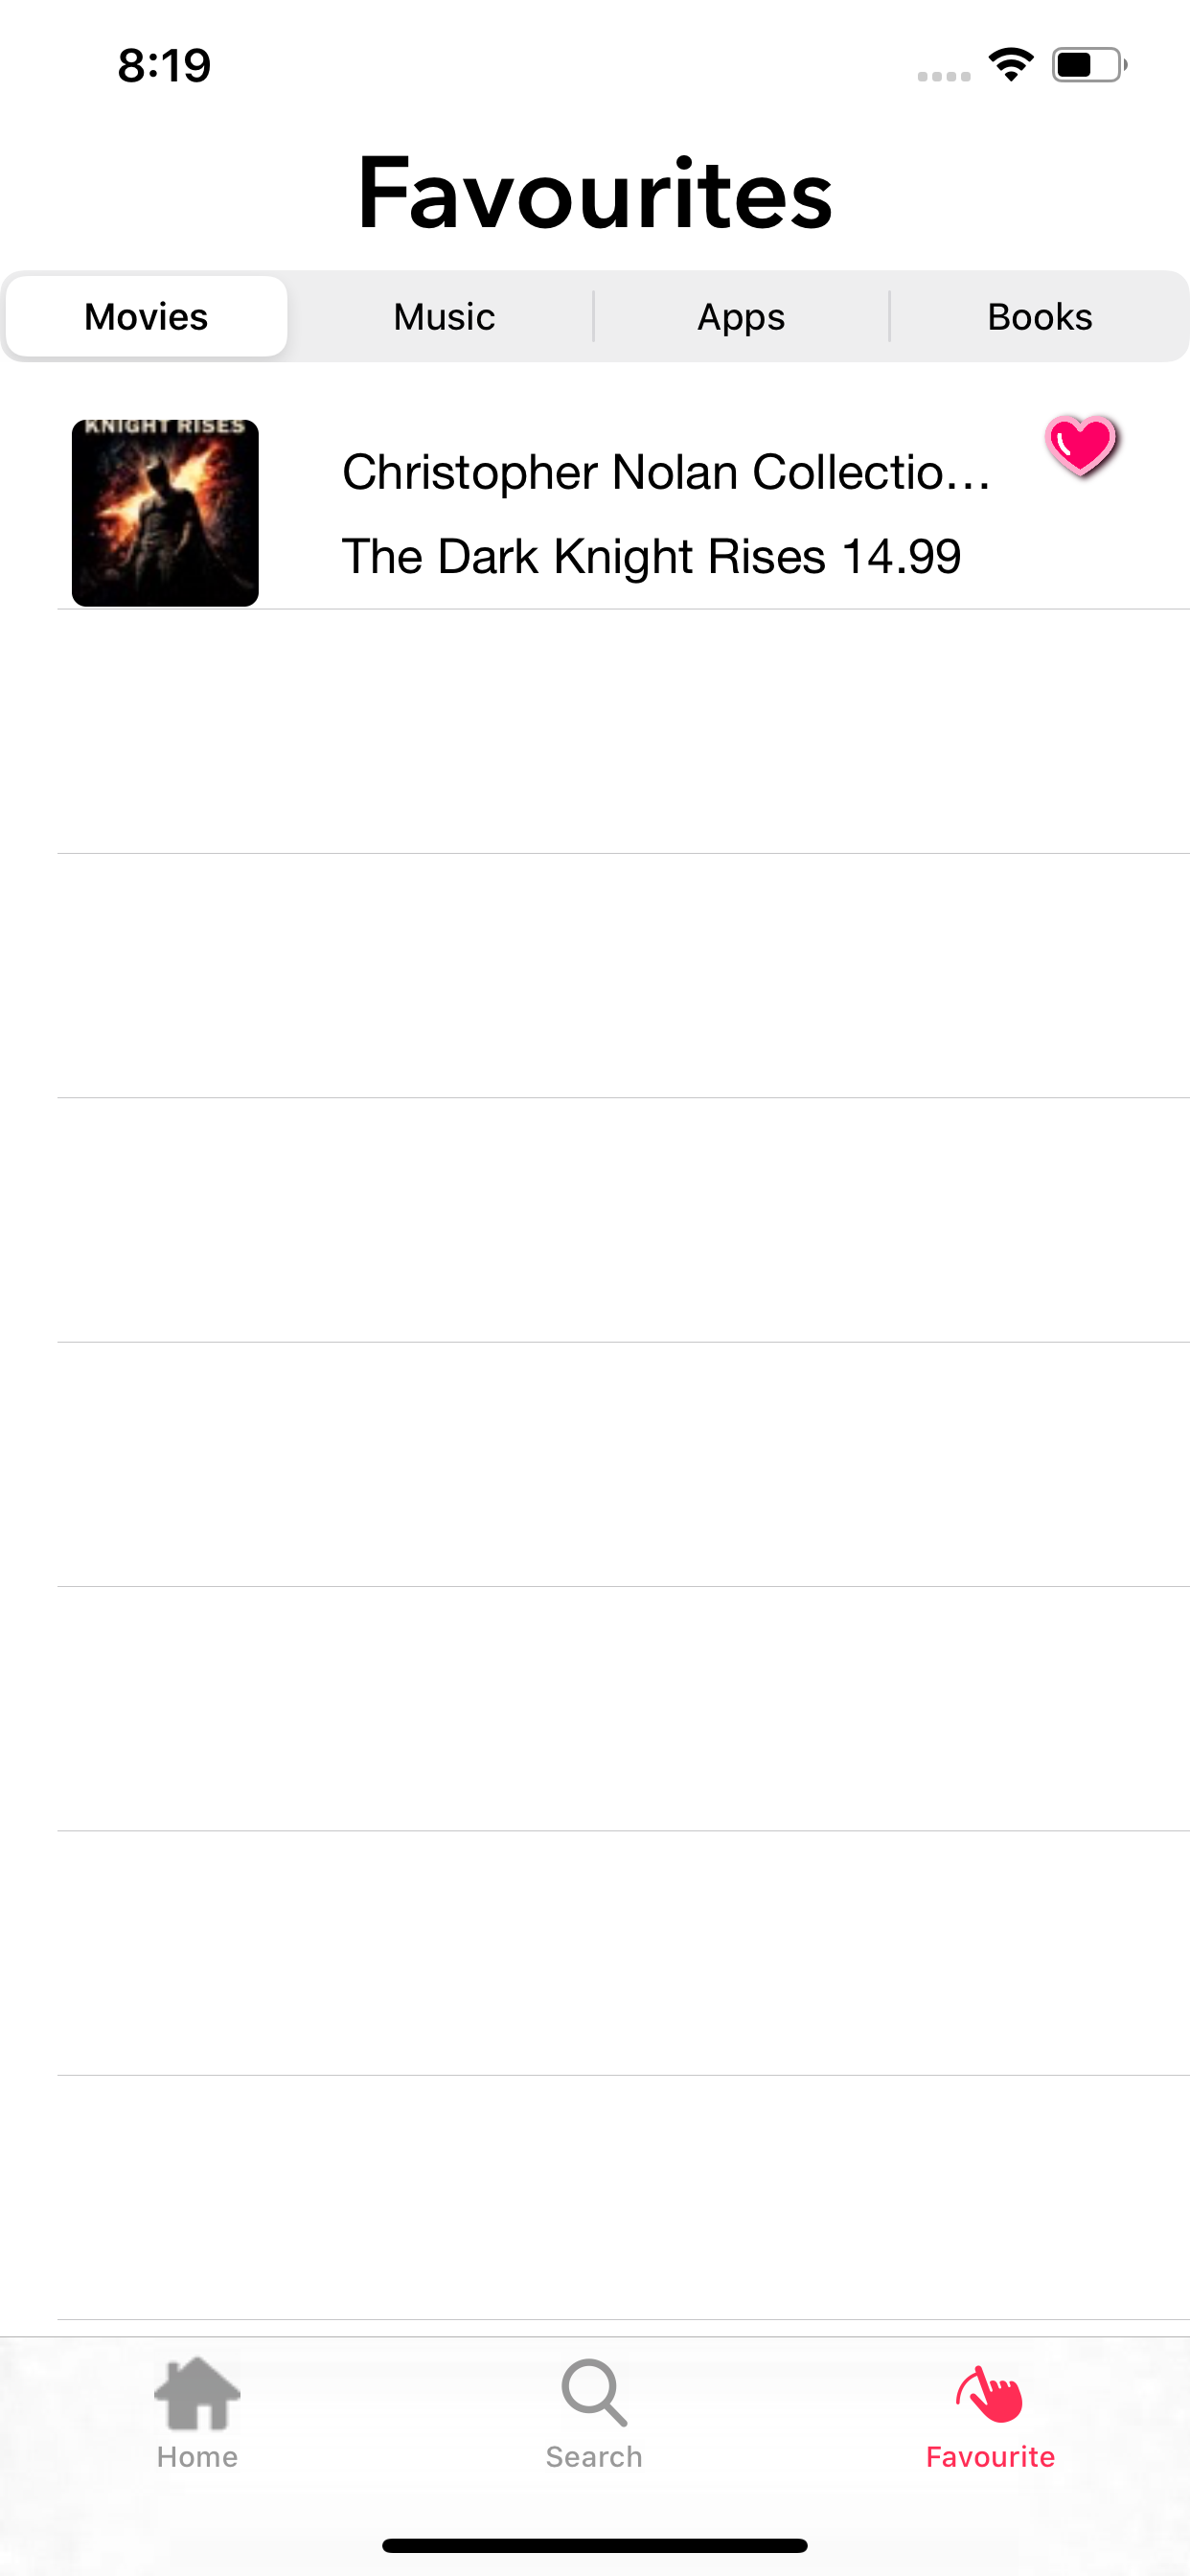 8:19
Favourites
Movies
Music
Apps
Books
KNIGHT RISES
Christopher Nolan Collectio...
The Dark Knight Rises 14.99
Home
Search
Favourite